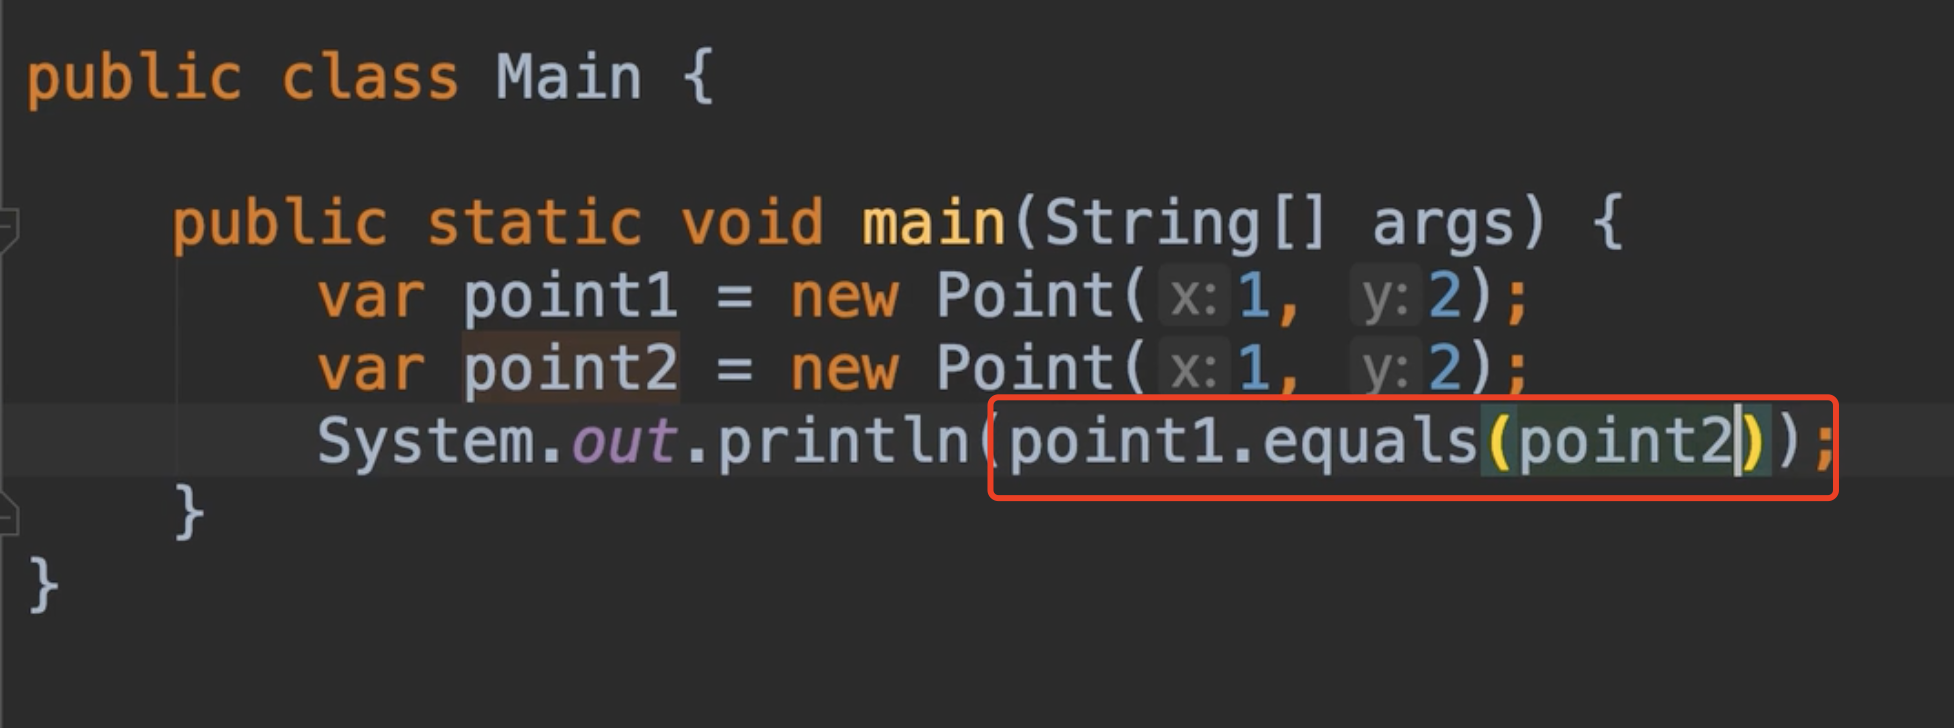 public class Main {
public static void main(String[] args) {
var point1 = new Point( x: 1, y: 2);
var point2 = new Point( x: 1, y: 2);
System.out.println(point1.equals(point2));
}
}